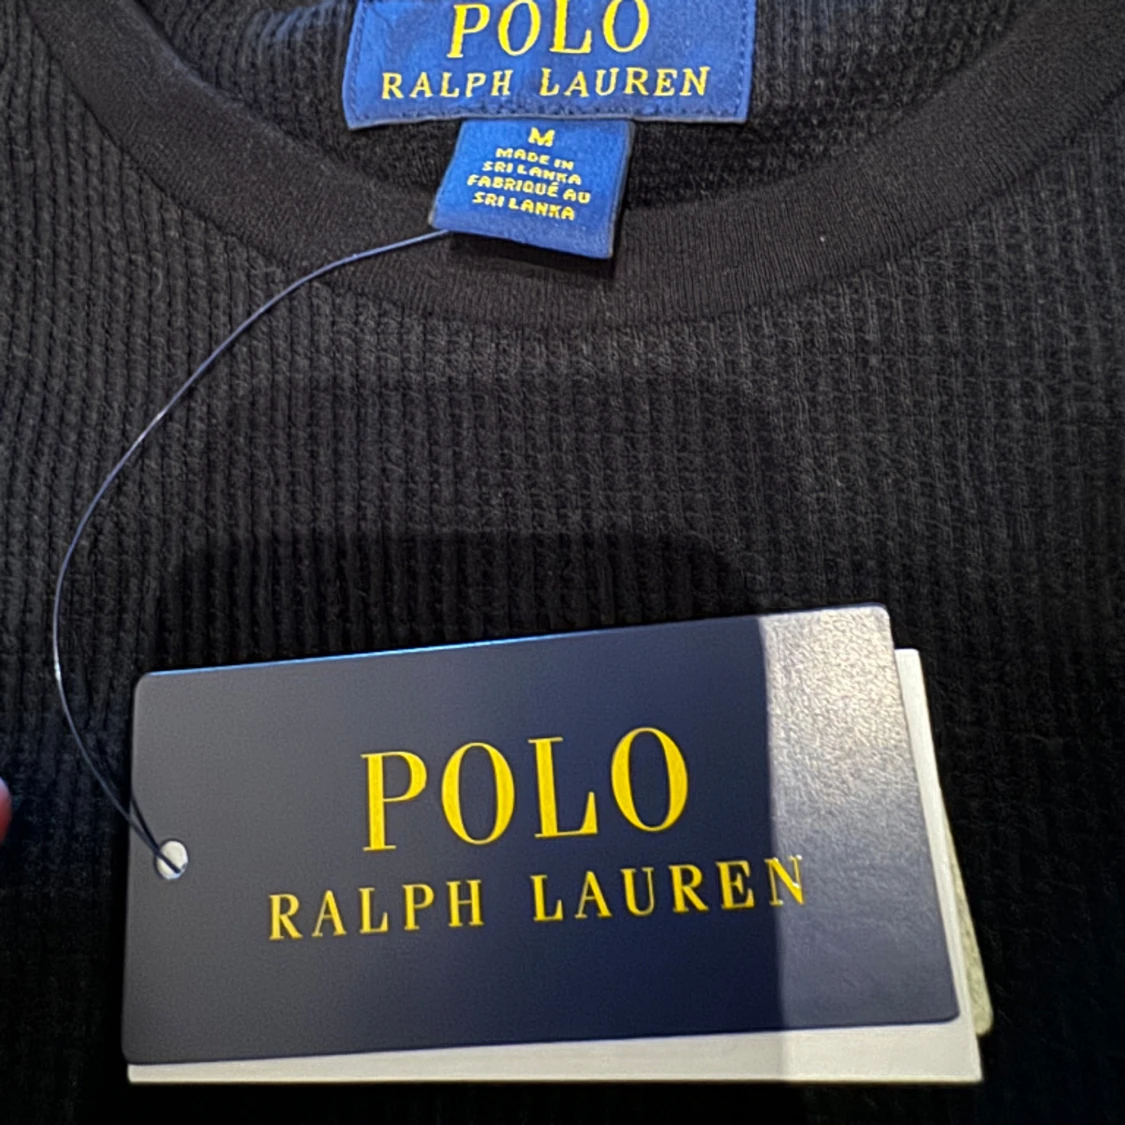 POLO
RALPH LAUREN
M
MADE IN
SRI LANKA
FABRIQUÉ AU
SRI LANKA
POLO
RALPH LAUREN